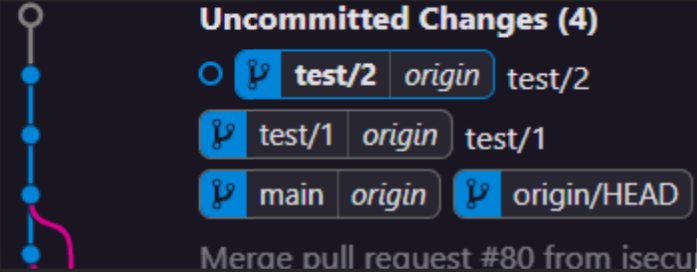 Uncommitted Changes (4)
test/2 origin test/2
test/1 origin test/1
main origin origin/HEAD
Merge pull request #80 from isecu